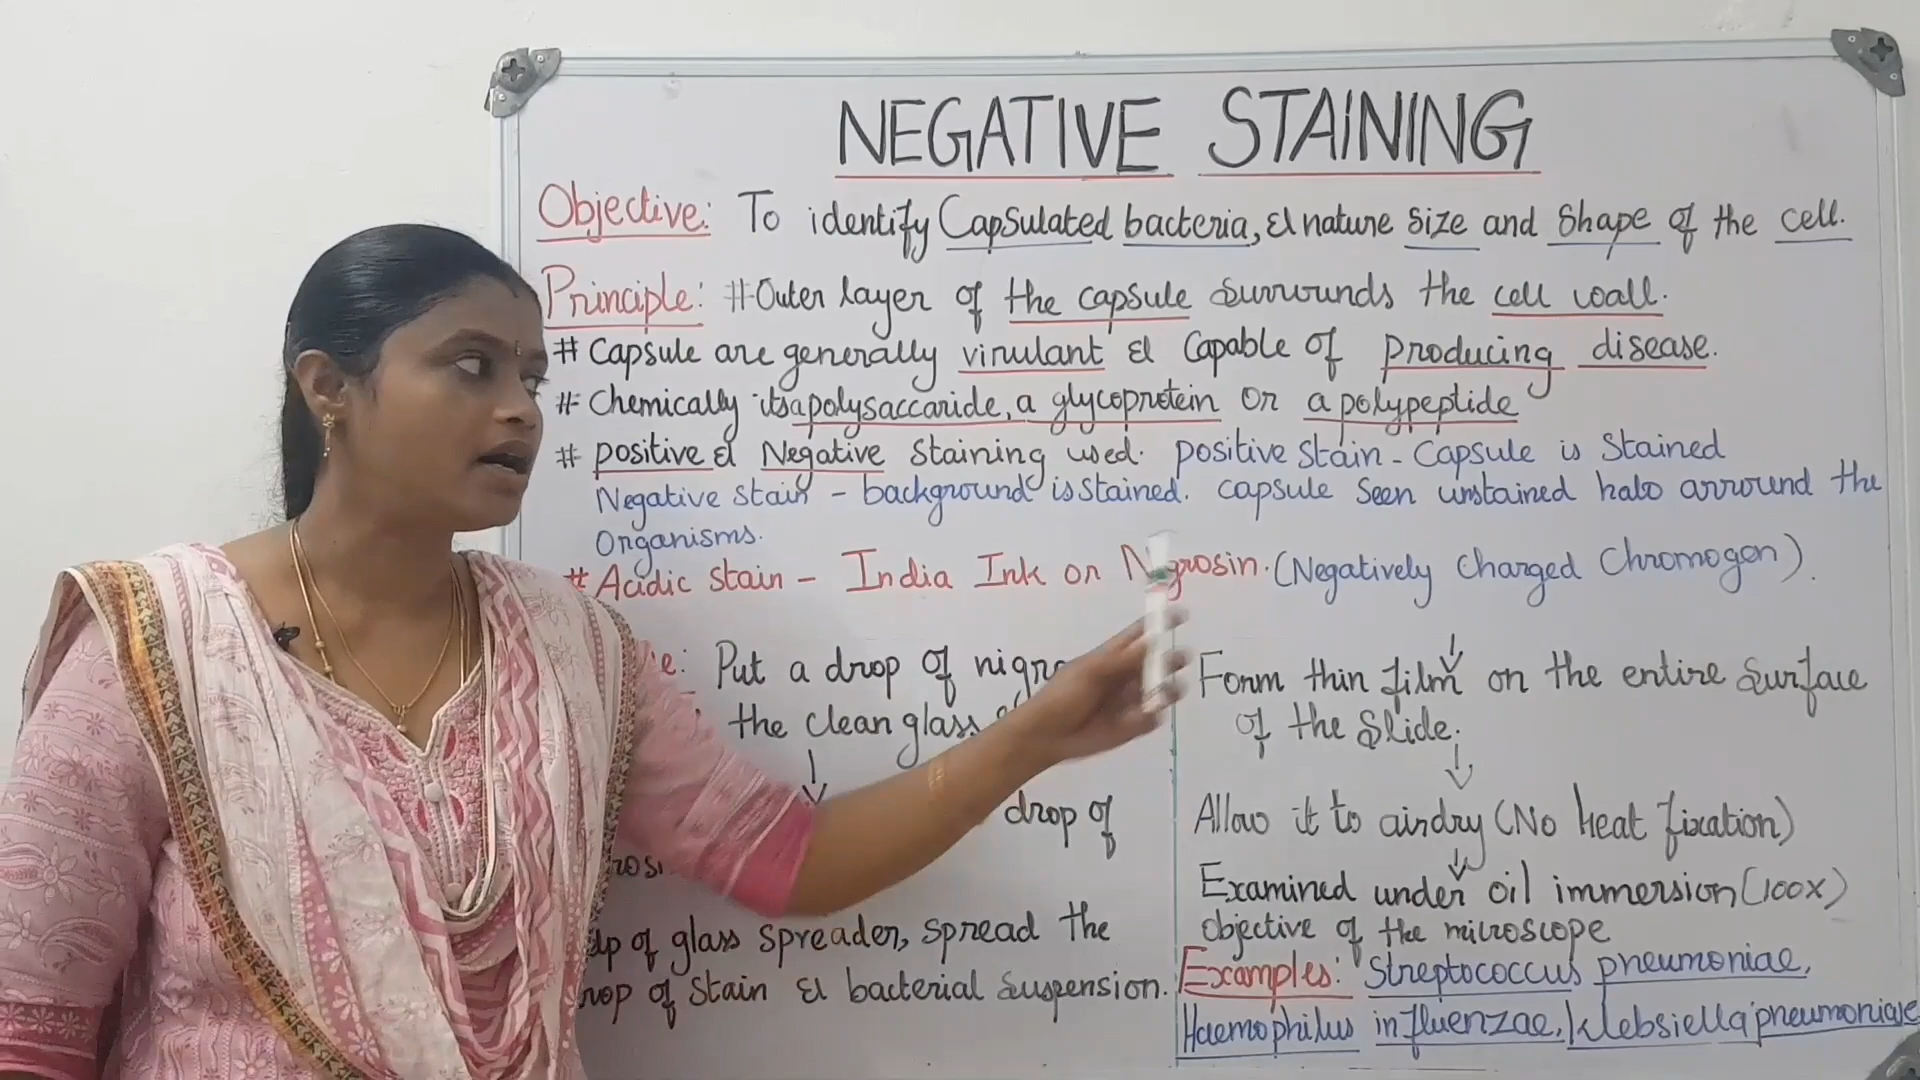 NEGATIVE STAINING
Objective: To identify Capsulated bacteria, & nature size and shape of the cell.
Principle: #Outer layer of the capsule surrounds the cell wall.
# Capsule are generally virulant & Capable of producing disease.
# Chemically its a polysaccaride, a glycoprotein or a polypeptide
# positive & Negative staining used. positive stain - Capsule is stained
Negative stain - background is stained. capsule seen unstained halo arround the
Organisms.
# Acidic stain - India Ink or Nigrosin. (Negatively charged chromogen).
Put a drop of
the clean glass
↓
drop of
of glass spreader, spread the
of stain & bacterial suspension.
↓
Form thin film on the entire surface
of the slide.
↓
Allow it to airdry (No heat fixation)
↓
Examined under oil immersion (100x)
objective of the microscope
Examples: Streptococcus pneumoniae,
Haemophilus influenzae, klebsiella pneumoniae